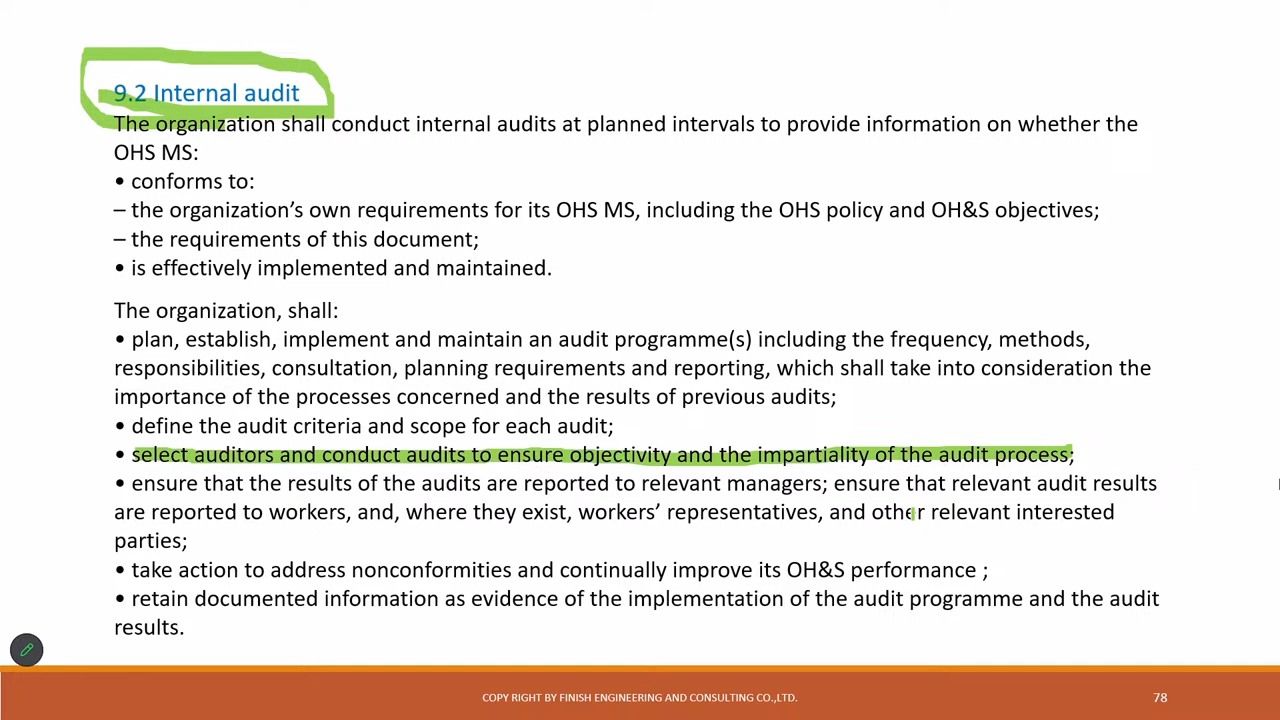 9.2 Internal audit
The organization shall conduct internal audits at planned intervals to provide information on whether the
OHS MS:
• conforms to:
– the organization’s own requirements for its OHS MS, including the OHS policy and OH&S objectives;
– the requirements of this document;
• is effectively implemented and maintained.
The organization, shall:
• plan, establish, implement and maintain an audit programme(s) including the frequency, methods,
responsibilities, consultation, planning requirements and reporting, which shall take into consideration the
importance of the processes concerned and the results of previous audits;
• define the audit criteria and scope for each audit;
• select auditors and conduct audits to ensure objectivity and the impartiality of the audit process;
• ensure that the results of the audits are reported to relevant managers; ensure that relevant audit results
are reported to workers, and, where they exist, workers’ representatives, and other relevant interested
parties;
• take action to address nonconformities and continually improve its OH&S performance ;
• retain documented information as evidence of the implementation of the audit programme and the audit
results.
COPY RIGHT BY FINISH ENGINEERING AND CONSULTING CO.,LTD.
78